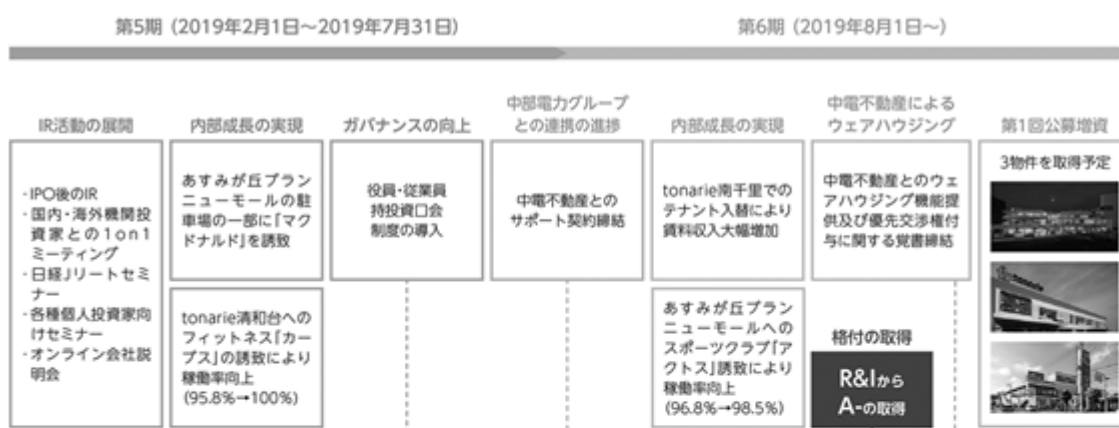 第5期 (2019年2月1日～2019年7月31日)
第6期 (2019年8月1日～)
IR活動の展開
・IPO後のIR
・国内・海外機関投
資家との1on1
ミーティング
・日経Jリートセミ
ナー
・各種個人投資家向
けセミナー
・オンライン会社説
明会
内部成長の実現
あすみが丘ブラン
ニューモールの駐
車場の一部に「マク
ドナルド」を誘致
tonarie清和台への
フィットネス「カー
ブス」の誘致により
稼働率向上
(95.8%→100%)
ガバナンスの向上
役員・従業員
持投資口会
制度の導入
中部電力グループ
との連携の進捗
中電不動産との
サポート契約締結
内部成長の実現
tonarie南千里での
テナント入替により
賃料収入大幅増加
あすみが丘ブラン
ニューモールへの
スポーツクラブ「ア
クトス」誘致により
稼働率向上
(96.8%→98.5%)
中電不動産による
ウェアハウジング
中電不動産とのウェ
アハウジング機能提
供及び優先交渉権付
与に関する覚書締結
格付の取得
R&Iから
A-の取得
第1回公募増資
3物件を取得予定